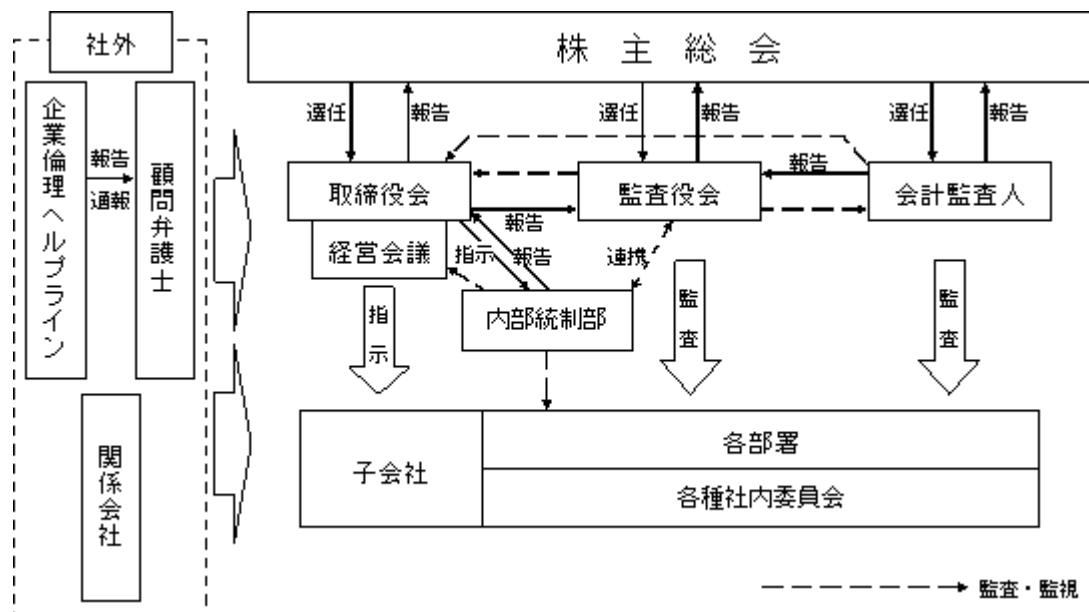 社外
株主総会
企業倫理ヘルプライン
報告
通報
顧問弁護士
選任
報告
選任
報告
選任
報告
取締役会
監査役会
会計監査人
報告
報告
経営会議
指示
報告
連携
内部統制部
指示
監査
監査
関係会社
子会社
各部署
各種社内委員会
監査・監視